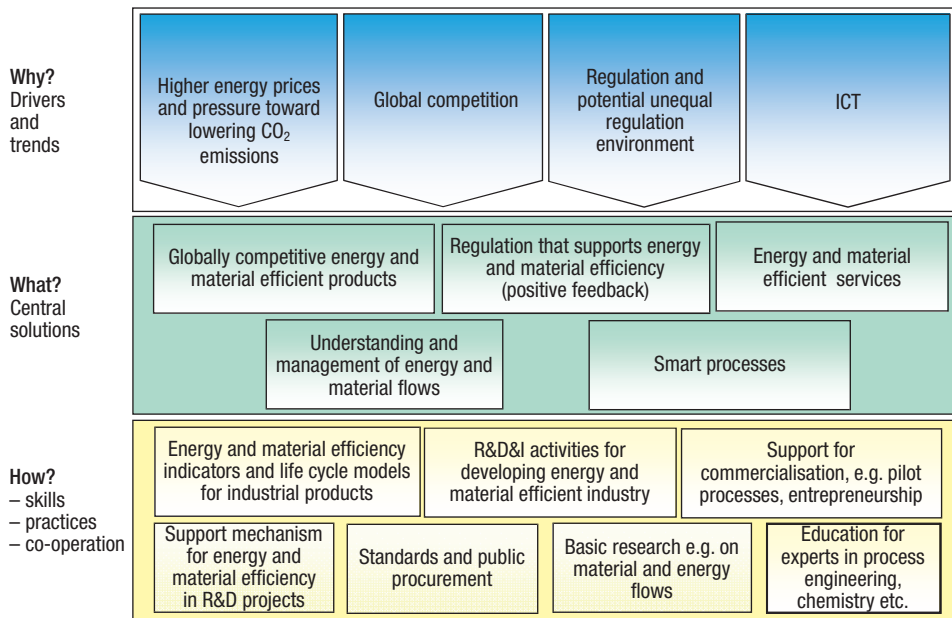 Why?
Drivers
and
trends
Higher energy prices
and pressure toward
lowering CO₂
emissions
Global competition
Regulation and
potential unequal
regulation
environment
ICT
What?
Central
solutions
Globally competitive energy and
material efficient products
Regulation that supports energy
and material efficiency
(positive feedback)
Energy and material
efficient services
Understanding and
management of energy and
material flows
Smart processes
How?
– skills
– practices
– co-operation
Energy and material efficiency
indicators and life cycle models
for industrial products
R&D&I activities for
developing energy and
material efficient industry
Support for
commercialisation, e.g. pilot
processes, entrepreneurship
Support mechanism
for energy and
material efficiency
in R&D projects
Standards and public
procurement
Basic research e.g. on
material and energy
flows
Education for
experts in process
engineering,
chemistry etc.